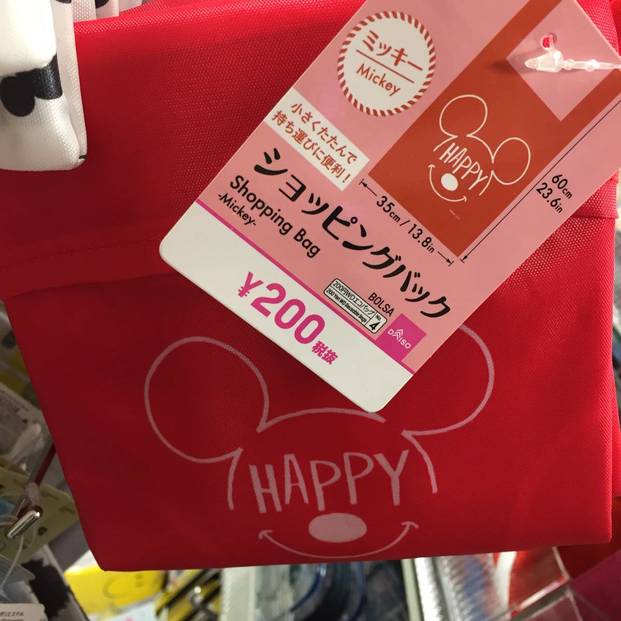 ミッキー
Mickey
小さくたたんで
持ち運びに便利！
HAPPY
60cm
23.6in
35cm / 13.8in
ショッピングバック
Shopping Bag
-Mickey-
BOLSA
No.
4
¥200
税抜
DAISO
HAPPY